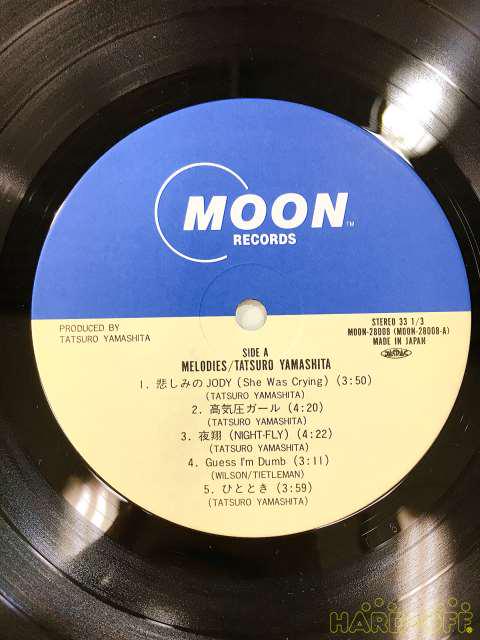 MOON™
RECORDS
PRODUCED BY
TATSURO YAMASHITA
STEREO 33 1/3
MOON-28008 (MOON-28008-A)
MADE IN JAPAN
JASRAC
SIDE A
MELODIES/TATSURO YAMASHITA
1. 悲しみのJODY (She Was Crying) (3:50)
(TATSURO YAMASHITA)
2. 高気圧ガール (4:20)
(TATSURO YAMASHITA)
3. 夜翔 (NIGHT-FLY) (4:22)
(TATSURO YAMASHITA)
4. Guess I'm Dumb (3:11)
(WILSON/TIETLEMAN)
5. ひととき (3:59)
(TATSURO YAMASHITA)
HARD OFF